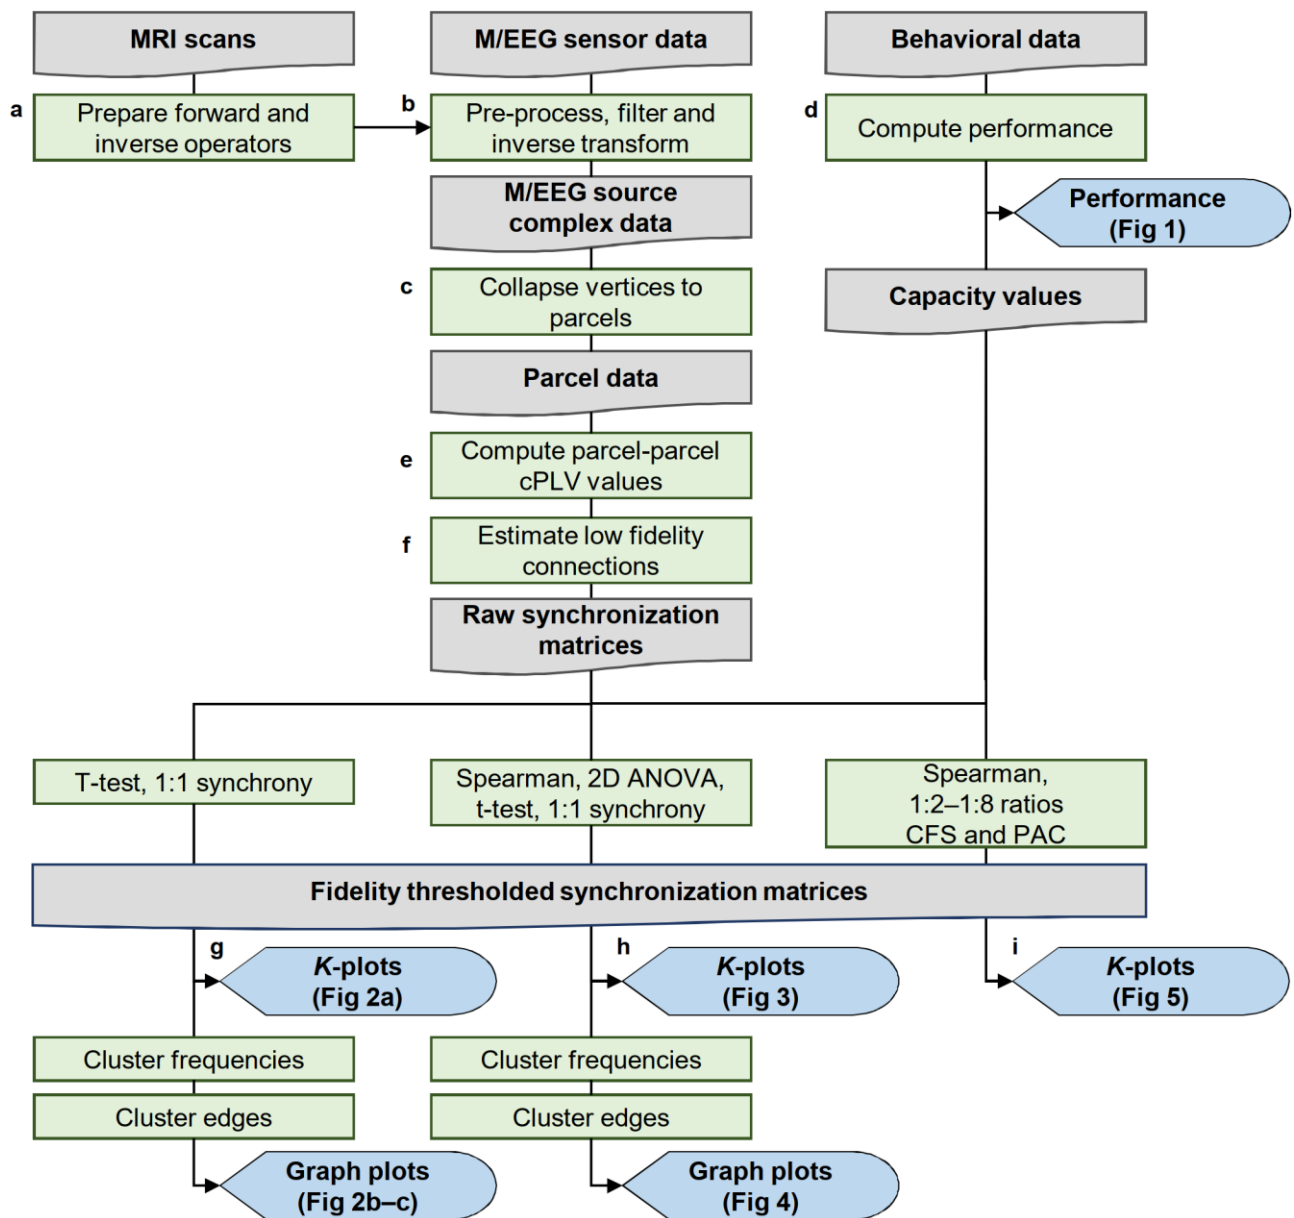 MRI scans
M/EEG sensor data
Behavioral data
a
Prepare forward and
inverse operators
b
Pre-process, filter and
inverse transform
d
Compute performance
M/EEG source
complex data
Performance
(Fig 1)
c
Collapse vertices to
parcels
Capacity values
Parcel data
e
Compute parcel-parcel
cPLV values
f
Estimate low fidelity
connections
Raw synchronization
matrices
T-test, 1:1 synchrony
Spearman, 2D ANOVA,
t-test, 1:1 synchrony
Spearman,
1:2–1:8 ratios
CFS and PAC
Fidelity thresholded synchronization matrices
g
K-plots
(Fig 2a)
h
K-plots
(Fig 3)
i
K-plots
(Fig 5)
Cluster frequencies
Cluster frequencies
Cluster edges
Cluster edges
Graph plots
(Fig 2b–c)
Graph plots
(Fig 4)